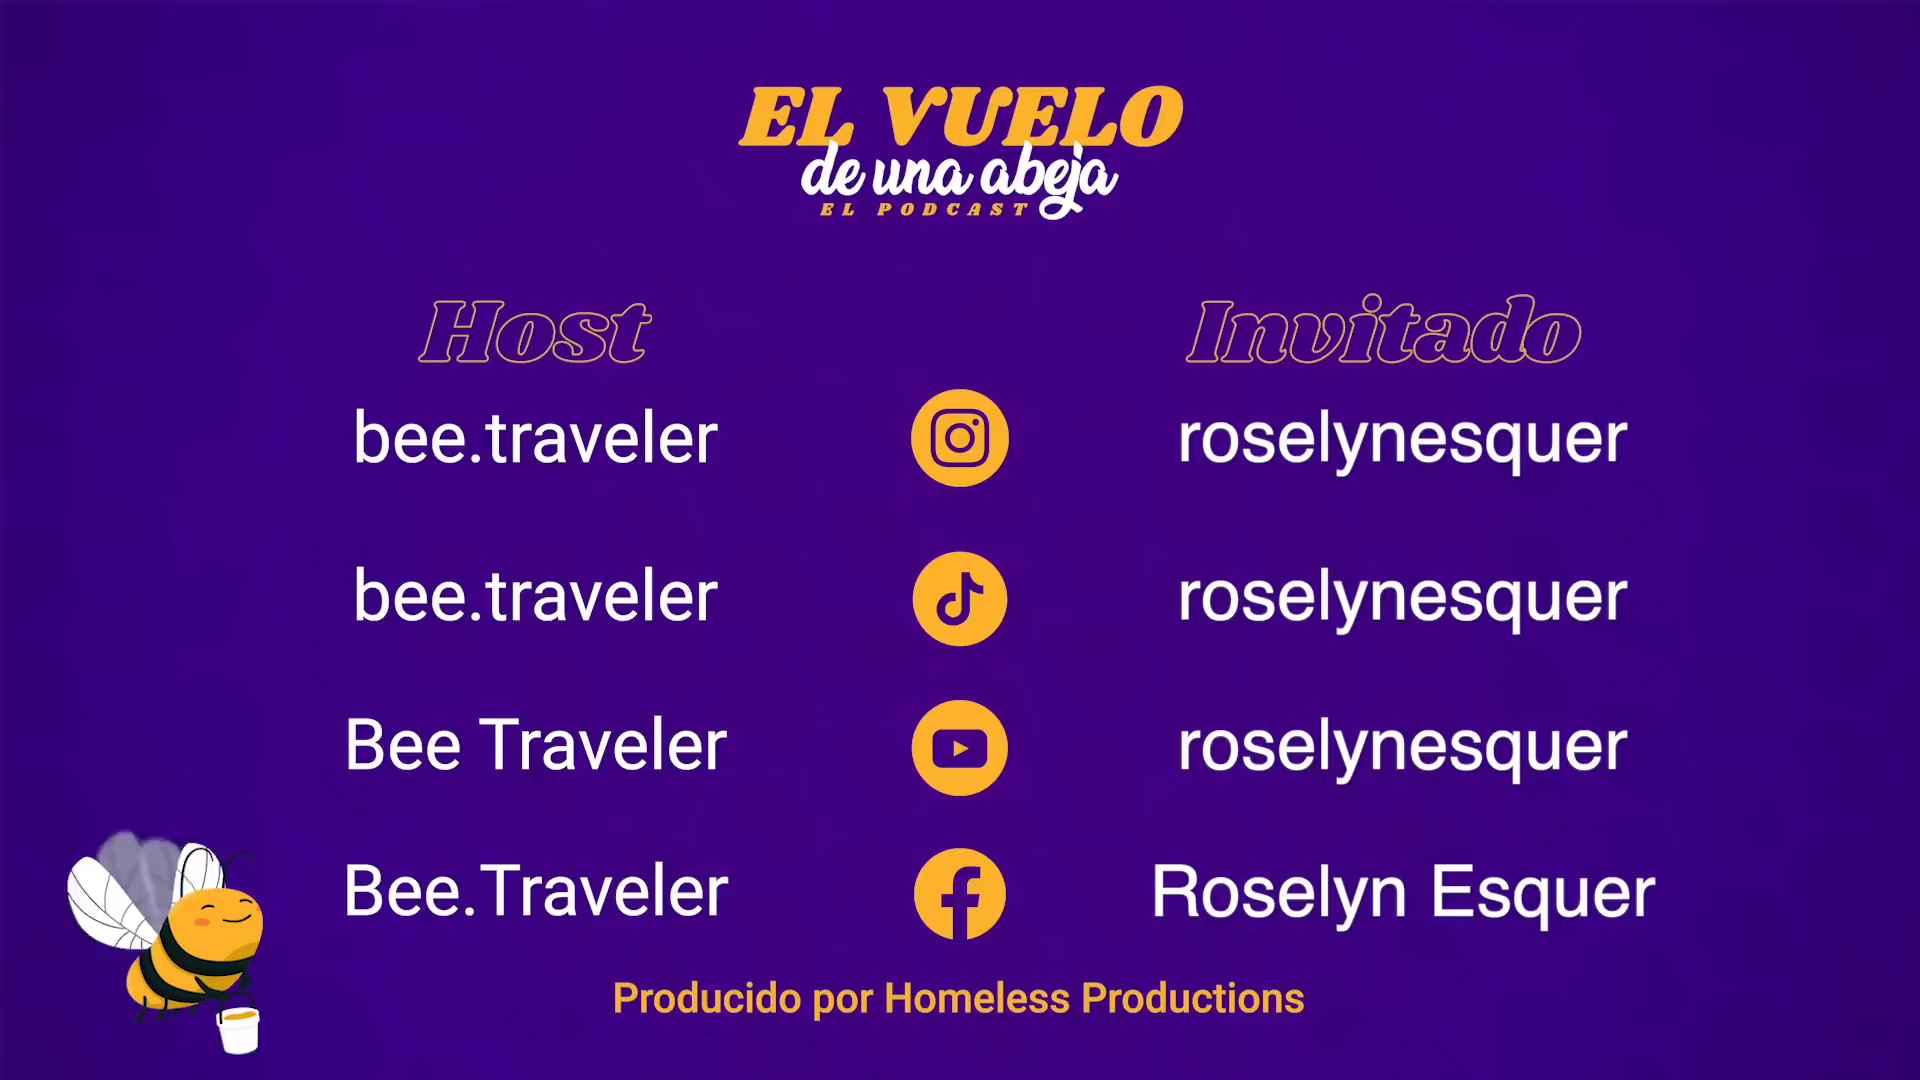 EL VUELO
de una abeja
EL PODCAST
Host
Invitado
bee.traveler
roselynesquer
bee.traveler
roselynesquer
Bee Traveler
roselynesquer
Bee.Traveler
Roselyn Esquer
Producido por Homeless Productions